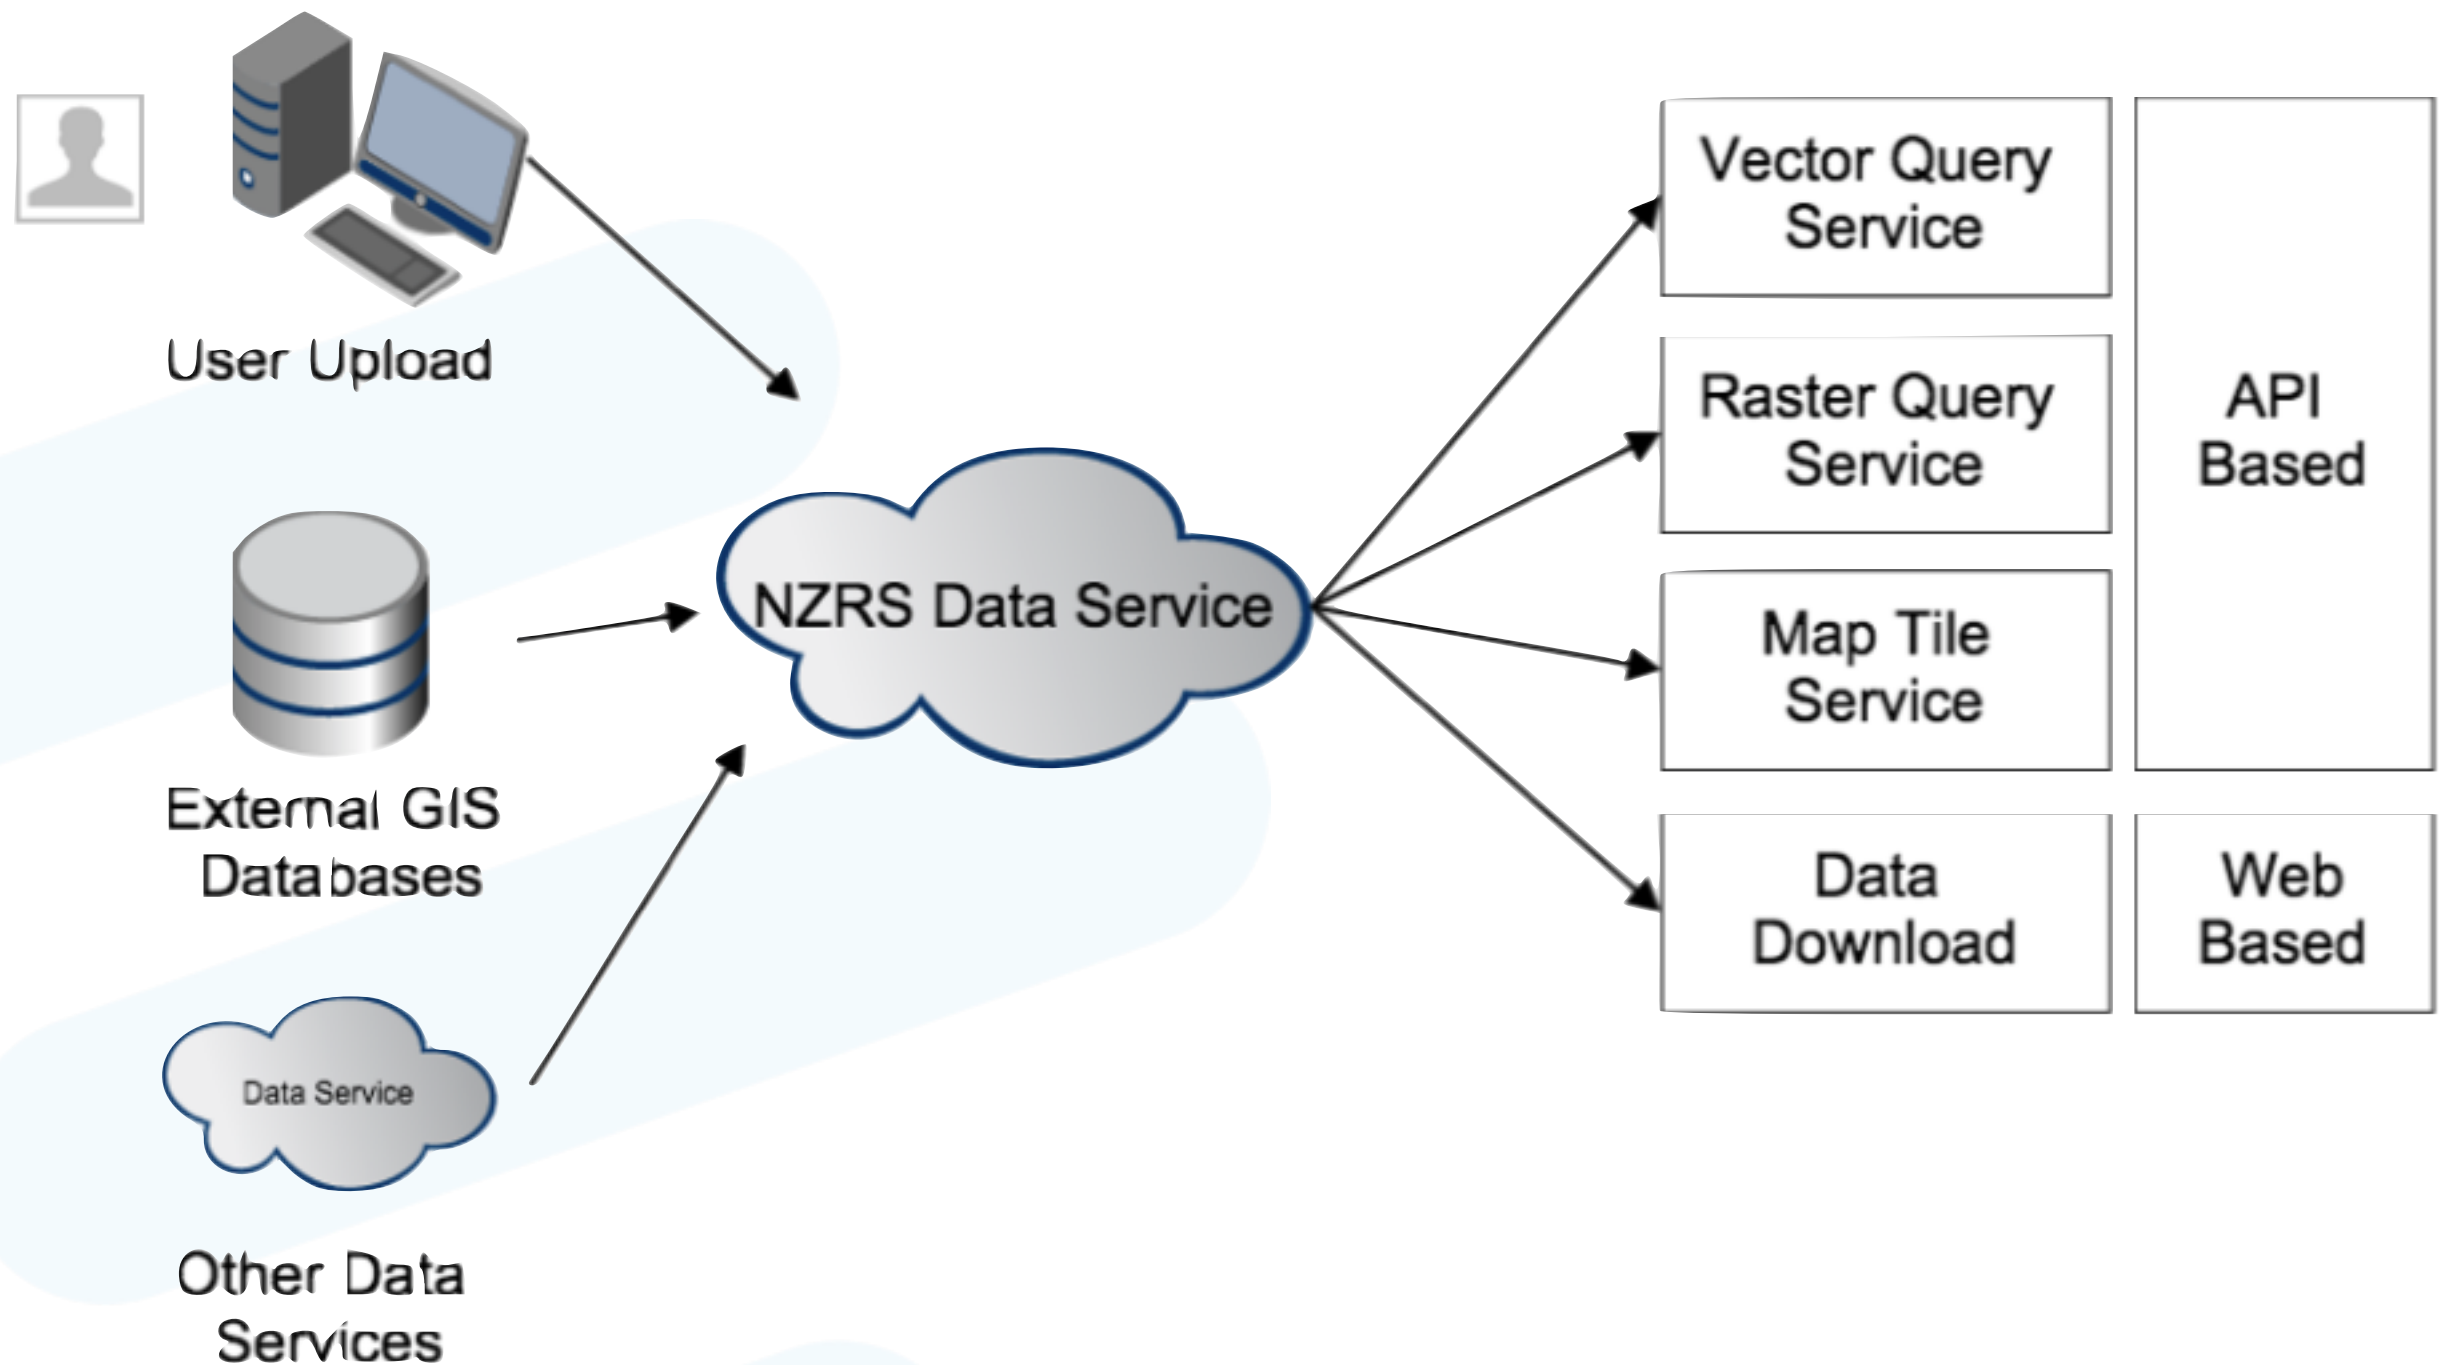 User Upload
External GIS
Databases
Data Service
Other Data
Services
NZRS Data Service
Vector Query
Service
Raster Query
Service
Map Tile
Service
Data
Download
API
Based
Web
Based